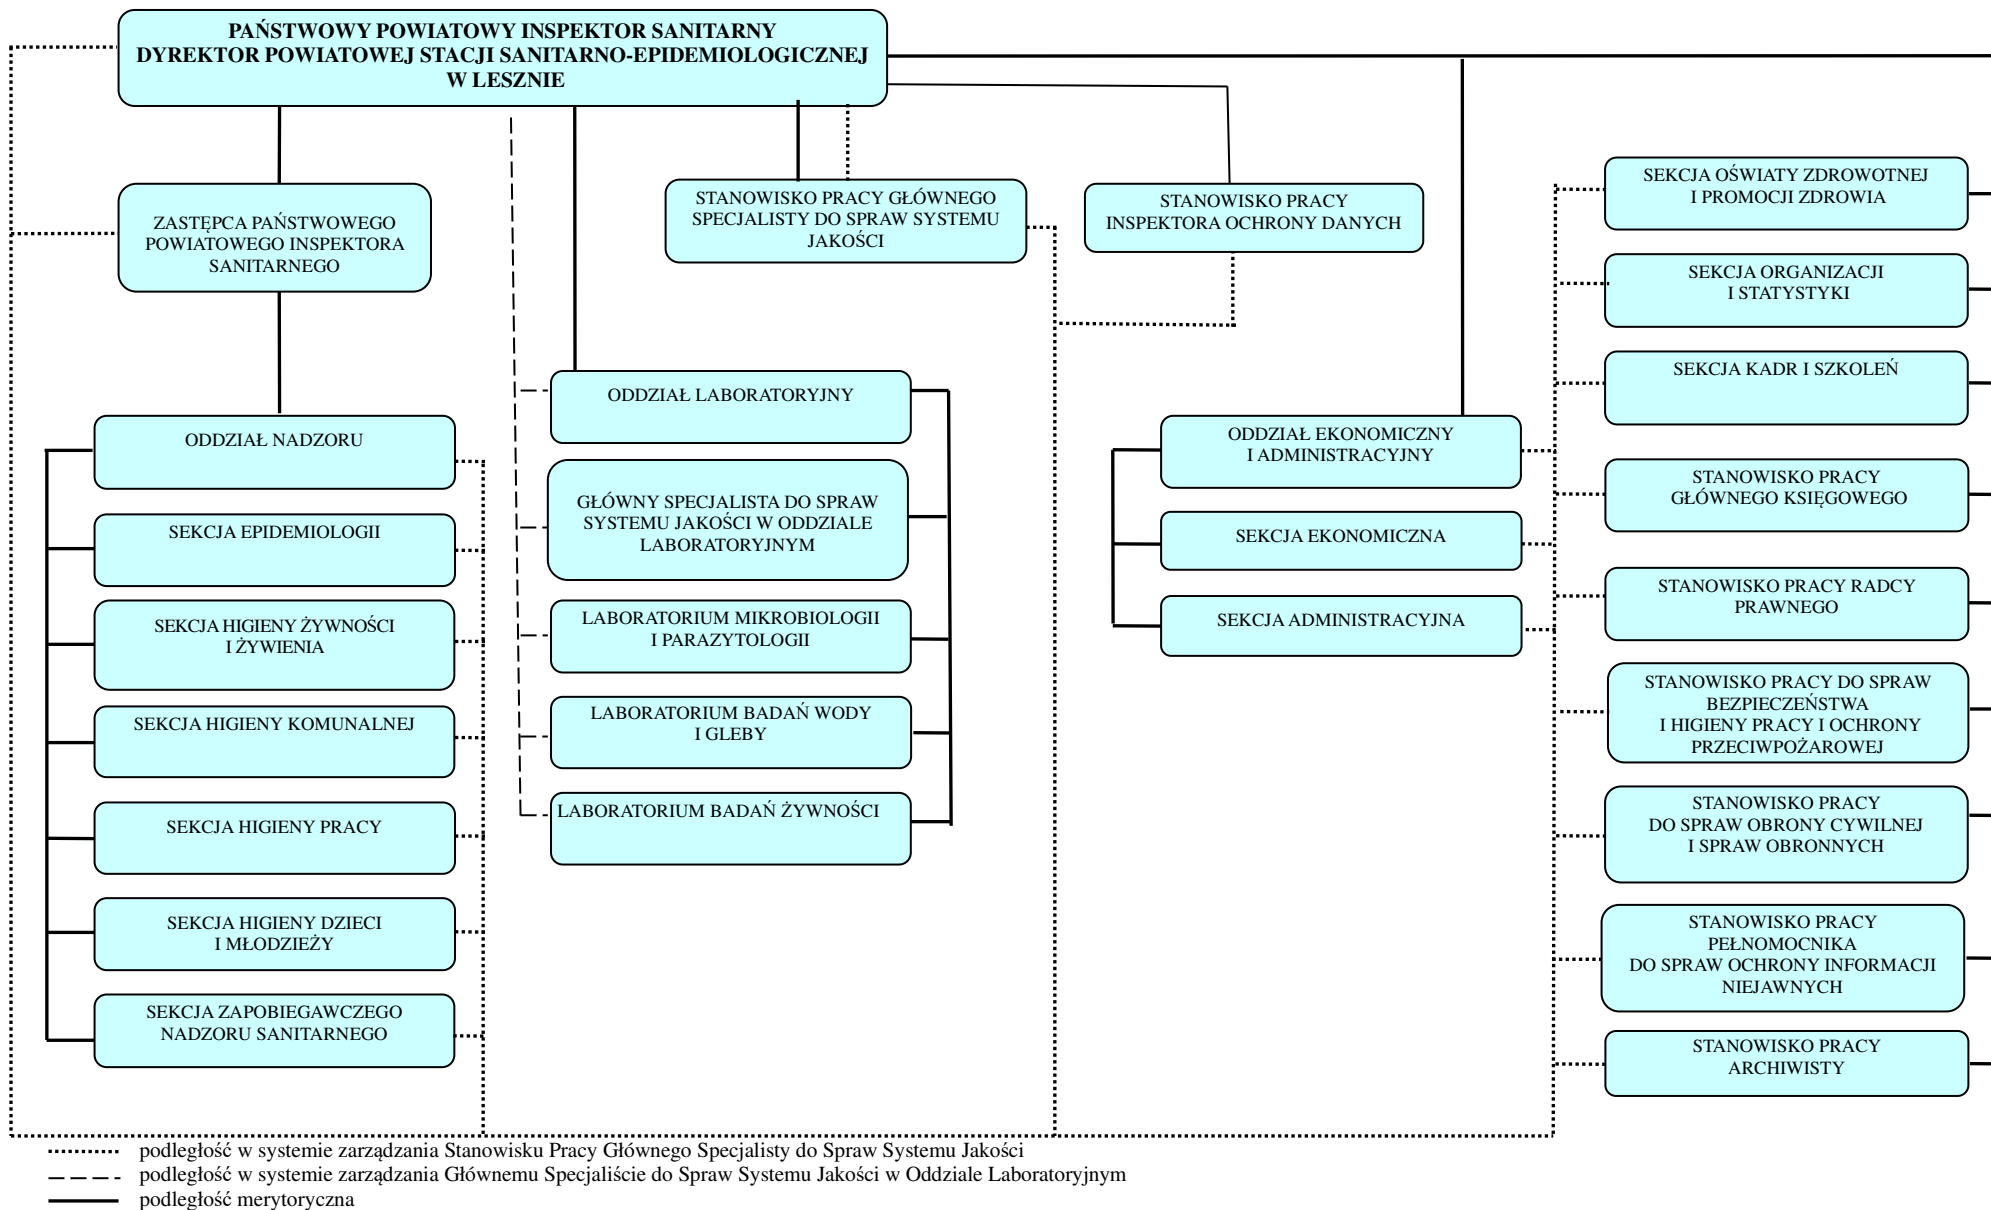 PAŃSTWOWY POWIATOWY INSPEKTOR SANITARNY
DYREKTOR POWIATOWEJ STACJI SANITARNO-EPIDEMIOLOGICZNEJ
W LESZNIE
ZASTĘPCA PAŃSTWOWEGO
POWIATOWEGO INSPEKTORA
SANITARNEGO
STANOWISKO PRACY GŁÓWNEGO
SPECJALISTY DO SPRAW SYSTEMU
JAKOŚCI
STANOWISKO PRACY
INSPEKTORA OCHRONY DANYCH
ODDZIAŁ NADZORU
SEKCJA EPIDEMIOLOGII
SEKCJA HIGIENY ŻYWNOŚCI
I ŻYWIENIA
SEKCJA HIGIENY KOMUNALNEJ
SEKCJA HIGIENY PRACY
SEKCJA HIGIENY DZIECI
I MŁODZIEŻY
SEKCJA ZAPOBIEGAWCZEGO
NADZORU SANITARNEGO
ODDZIAŁ LABORATORYJNY
GŁÓWNY SPECJALISTA DO SPRAW
SYSTEMU JAKOŚCI W ODDZIALE
LABORATORYJNYM
LABORATORIUM MIKROBIOLOGII
I PARAZYTOLOGII
LABORATORIUM BADAŃ WODY
I GLEBY
LABORATORIUM BADAŃ ŻYWNOŚCI
ODDZIAŁ EKONOMICZNY
I ADMINISTRACYJNY
SEKCJA EKONOMICZNA
SEKCJA ADMINISTRACYJNA
SEKCJA OŚWIATY ZDROWOTNEJ
I PROMOCJI ZDROWIA
SEKCJA ORGANIZACJI
I STATYSTYKI
SEKCJA KADR I SZKOLEŃ
STANOWISKO PRACY
GŁÓWNEGO KSIĘGOWEGO
STANOWISKO PRACY RADCY
PRAWNEGO
STANOWISKO PRACY DO SPRAW
BEZPIECZEŃSTWA
I HIGIENY PRACY I OCHRONY
PRZECIWPOŻAROWEJ
STANOWISKO PRACY
DO SPRAW OBRONY CYWILNEJ
I SPRAW OBRONNYCH
STANOWISKO PRACY
PEŁNOMOCNIKA
DO SPRAW OCHRONY INFORMACJI
NIEJAWNYCH
STANOWISKO PRACY
ARCHIWISTY
podległość w systemie zarządzania Stanowisku Pracy Głównego Specjalisty do Spraw Systemu Jakości
podległość w systemie zarządzania Głównemu Specjaliście do Spraw Systemu Jakości w Oddziale Laboratoryjnym
podległość merytoryczna